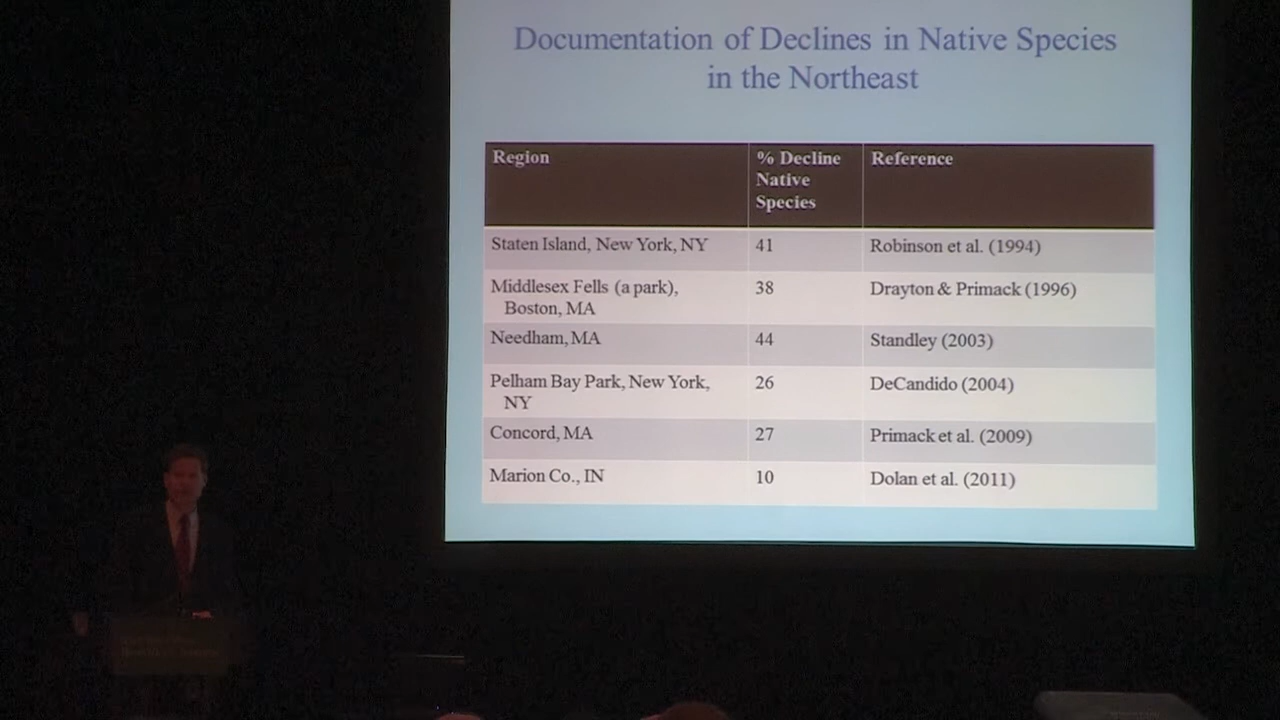 Documentation of Declines in Native Species
in the Northeast
Region
% Decline
Native
Species
Reference
Staten Island, New York, NY
41
Robinson et al. (1994)
Middlesex Fells (a park),
Boston, MA
38
Drayton & Primack (1996)
Needham, MA
44
Standley (2003)
Pelham Bay Park, New York,
NY
26
DeCandido (2004)
Concord, MA
27
Primack et al. (2009)
Marion Co., IN
10
Dolan et al. (2011)